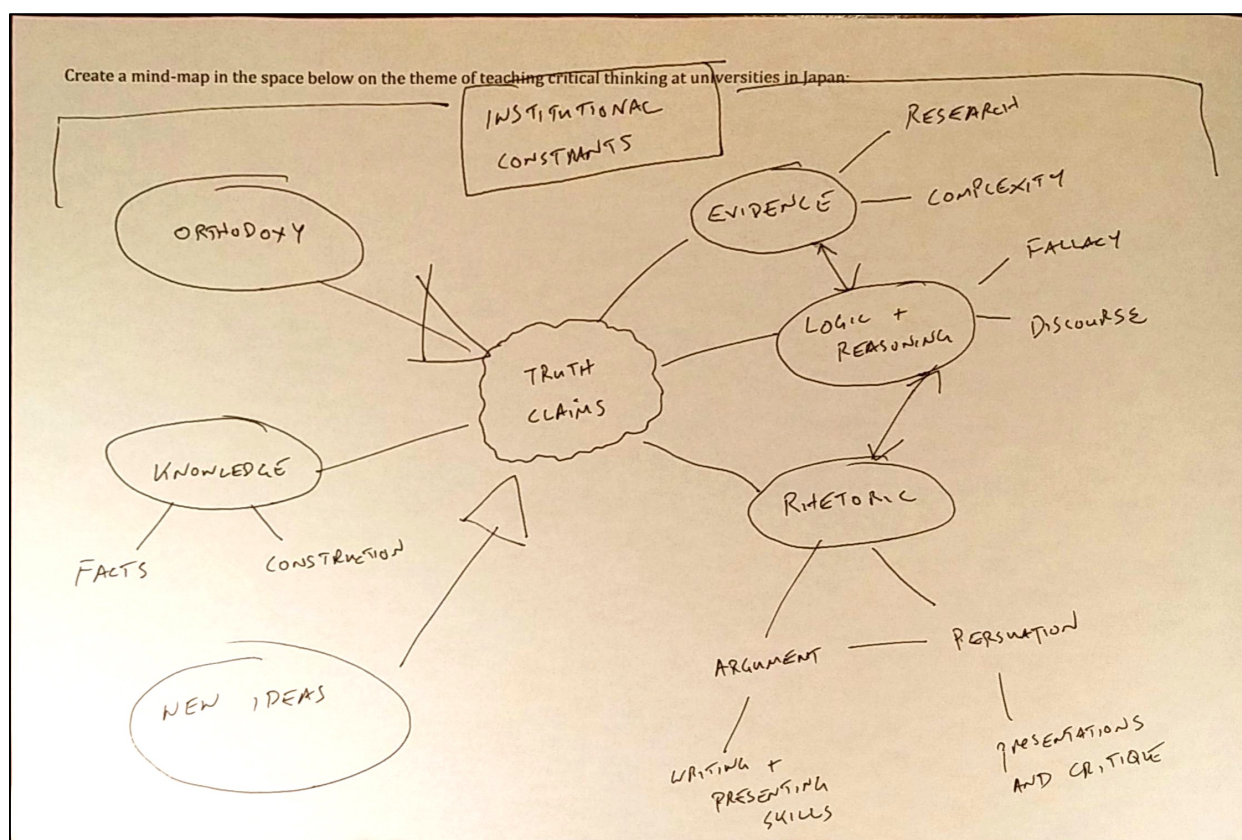 Create a mind-map in the space below on the theme of teaching critical thinking at universities in Japan:
INSTITUTIONAL
CONSTRANTS
ORTHODOXY
EVIDENCE
RESEARCH
COMPLEXITY
TRUTH
CLAIMS
LOGIC +
REASONING
FALLACY
DISCOURSE
KNOWLEDGE
FACTS
CONSTRUCTION
RHETORIC
NEW IDEAS
ARGUMENT
PERSUATION
WRITING +
PRESENTING
SKILLS
PRESENTATIONS
AND CRITIQUE